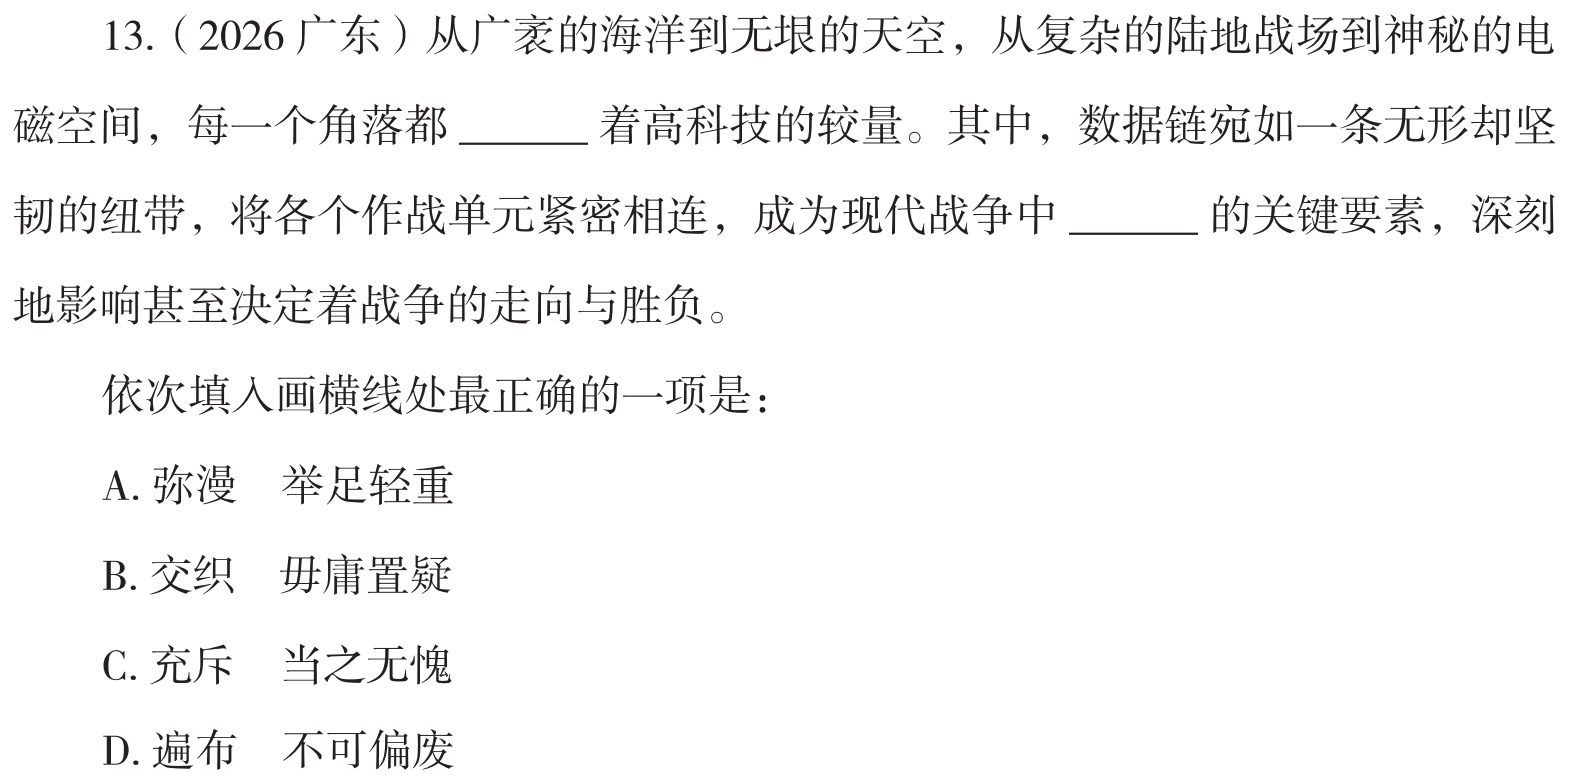 13.（2026 广东）从广袤的海洋到无垠的天空，从复杂的陆地战场到神秘的电
磁空间，每一个角落都 ______ 着高科技的较量。其中，数据链宛如一条无形却坚
韧的纽带，将各个作战单元紧密相连，成为现代战争中 ______ 的关键要素，深刻
地影响甚至决定着战争的走向与胜负。
依次填入画横线处最正确的一项是：
A. 弥漫　举足轻重
B. 交织　毋庸置疑
C. 充斥　当之无愧
D. 遍布　不可偏废